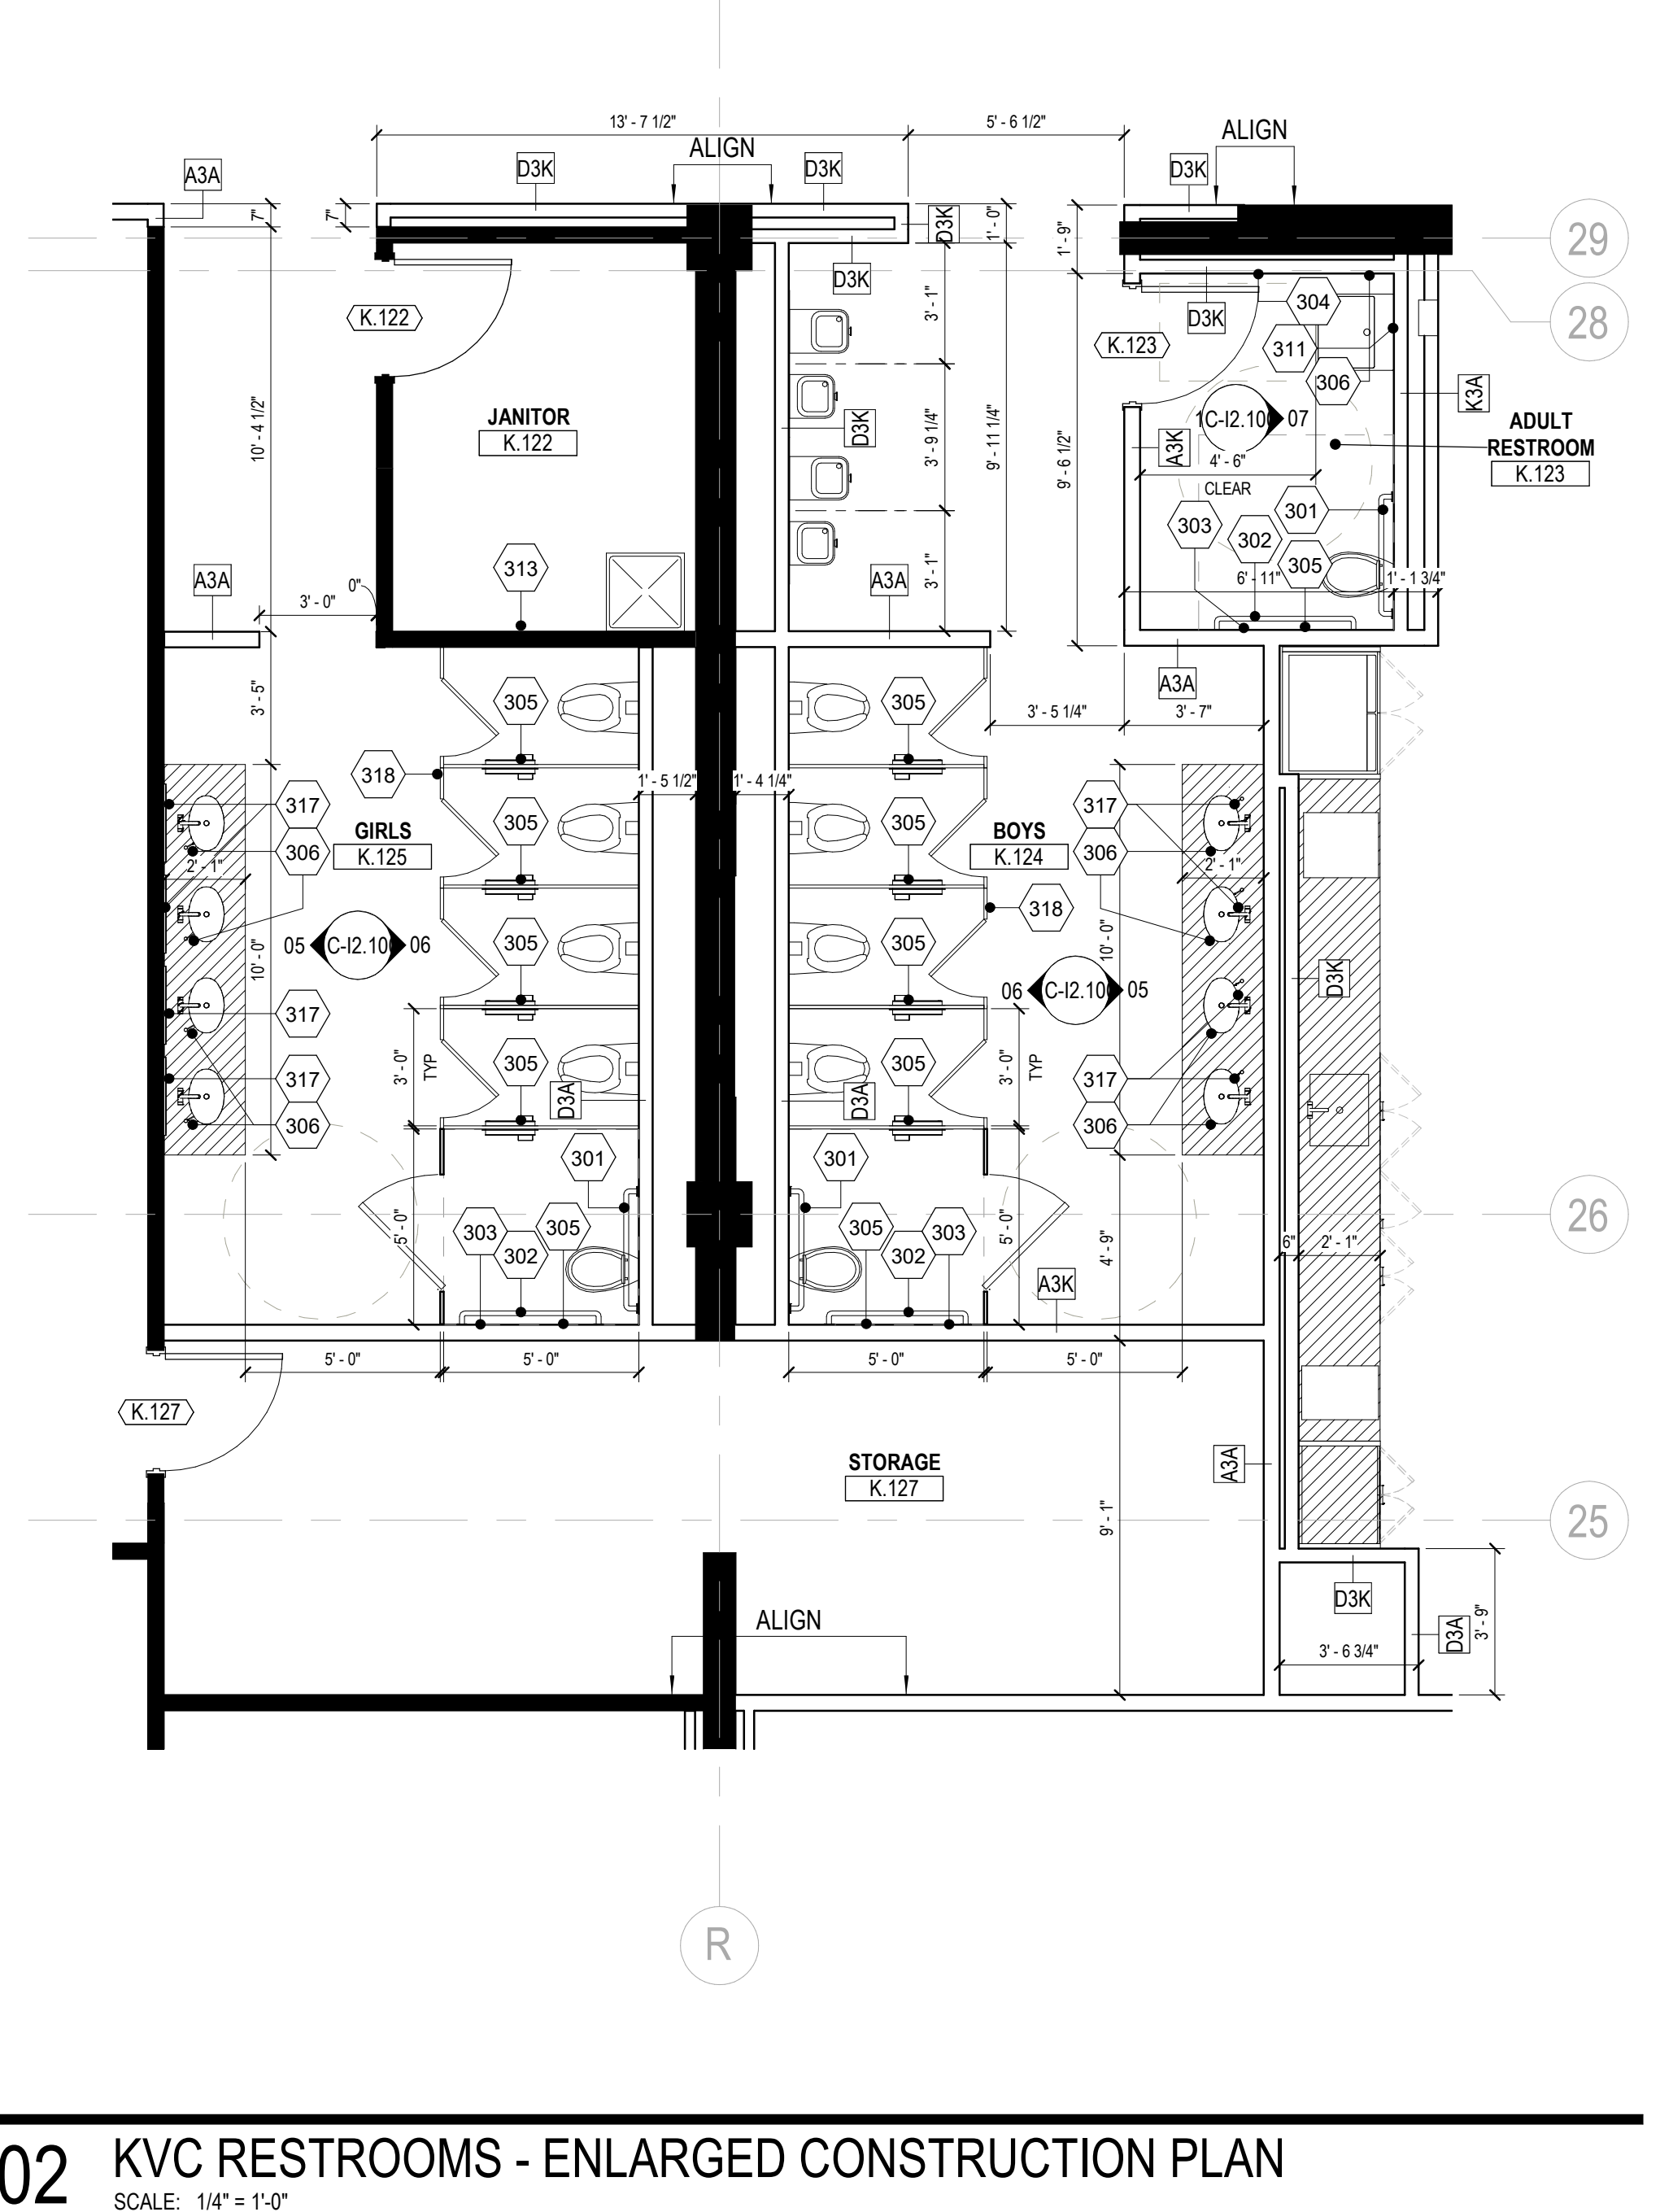 13' - 7 1/2"
5' - 6 1/2"
ALIGN
ALIGN
A3A
D3K
D3K
D3K
7"
7"
D3K
1' - 0"
1' - 9"
29
D3K
3' - 1"
304
D3K
28
K.122
K.123
311
306
K3A
10' - 4 1/2"
JANITOR
K.122
D3K
3' - 9 1/4"
9' - 11 1/4"
9' - 6 1/2"
A3K
1C-I2.10
07
ADULT
RESTROOM
K.123
4' - 6"
CLEAR
301
303
302
313
305
A3A
0"
3' - 0"
3' - 1"
A3A
6' - 11"
1' - 1 3/4"
3' - 5"
305
305
A3A
3' - 5 1/4"
3' - 7"
318
1' - 5 1/2"
1' - 4 1/4"
317
305
305
317
GIRLS
K.125
BOYS
K.124
306
306
2' - 1"
2' - 1"
318
05
C-I2.10
06
305
305
10' - 0"
10' - 0"
D3K
06
C-I2.10
05
317
3' - 0"
TYP
305
305
3' - 0"
TYP
317
317
D3A
D3A
306
306
301
301
5' - 0"
303
305
302
305
303
302
5' - 0"
4' - 9"
26
6"
2' - 1"
A3K
5' - 0"
5' - 0"
5' - 0"
5' - 0"
K.127
STORAGE
K.127
A3A
9' - 1"
25
D3K
ALIGN
D3A
3' - 9"
3' - 6 3/4"
R
02
KVC RESTROOMS - ENLARGED CONSTRUCTION PLAN
SCALE: 1/4" = 1'-0"